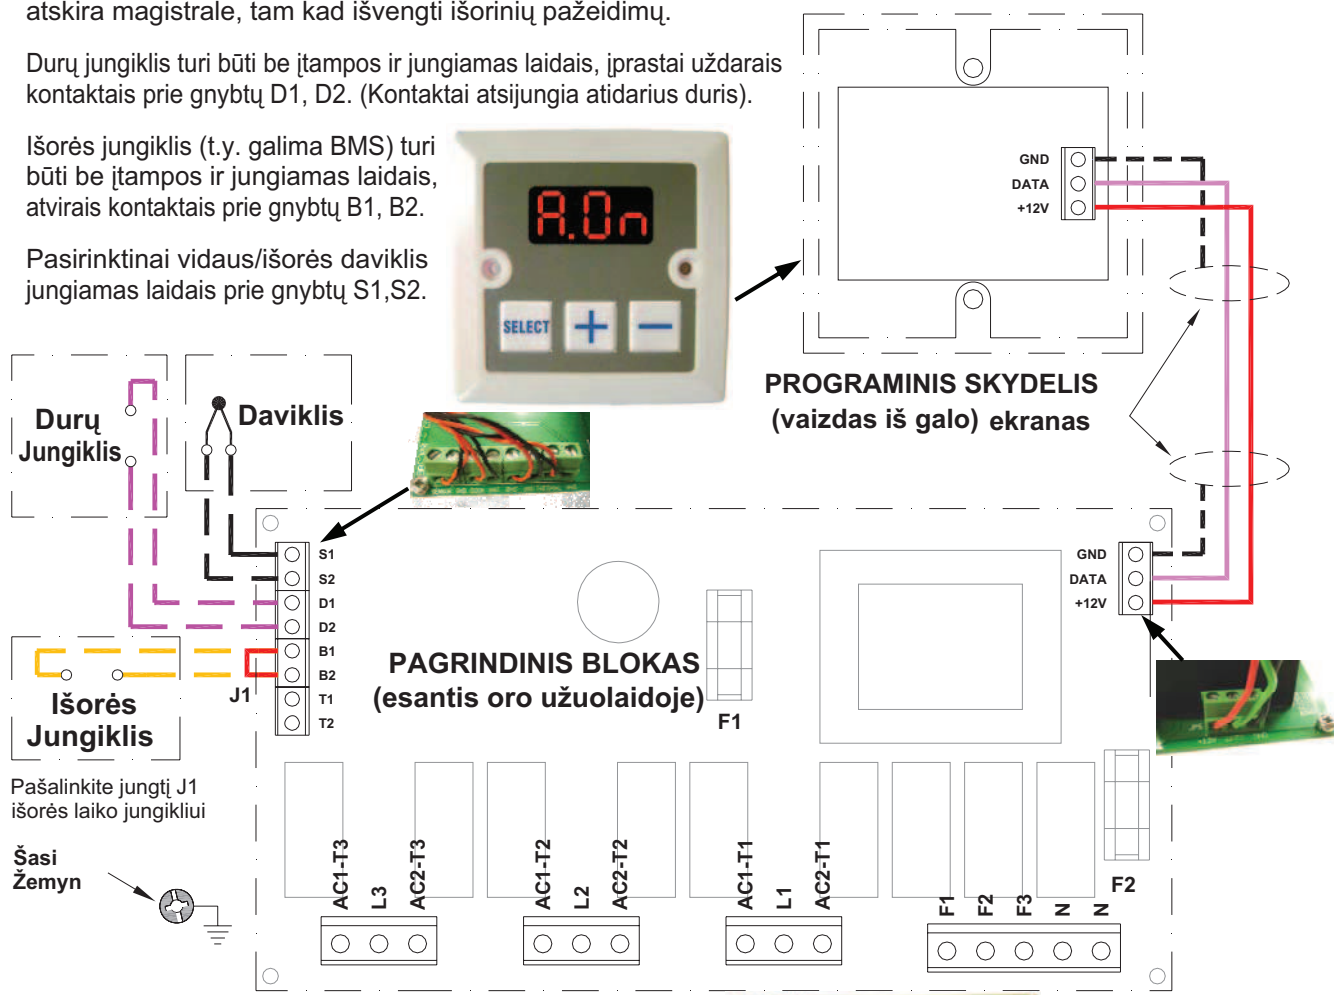 atskira magistrale, tam kad išvengti išorinių pažeidimų.
Durų jungiklis turi būti be įtampos ir jungiamas laidais, įprastai uždarais
kontaktais prie gnybtų D1, D2. (Kontaktai atsijungia atidarius duris).
Išorės jungiklis (t.y. galima BMS) turi
būti be įtampos ir jungiamas laidais,
atvirais kontaktais prie gnybtų B1, B2.
Pasirinktinai vidaus/išorės daviklis
jungiamas laidais prie gnybtų S1,S2.
A.On
SELECT
+
−
GND
DATA
+12V
PROGRAMINIS SKYDELIS
(vaizdas iš galo) ekranas
Durų
Jungiklis
Daviklis
S1
S2
D1
D2
B1
B2
T1
T2
J1
Išorės
Jungiklis
Pašalinkite jungtį J1
išorės laiko jungikliui
Šasi
Žemyn
PAGRINDINIS BLOKAS
(esantis oro užuolaidoje)
F1
GND
DATA
+12V
F2
AC1-T3
L3
AC2-T3
AC1-T2
L2
AC2-T2
AC1-T1
L1
AC2-T1
F1
F2
F3
N
N